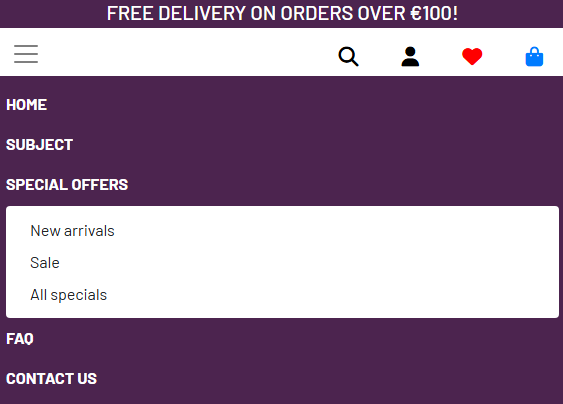 FREE DELIVERY ON ORDERS OVER €100!
HOME
SUBJECT
SPECIAL OFFERS
New arrivals
Sale
All specials
FAQ
CONTACT US